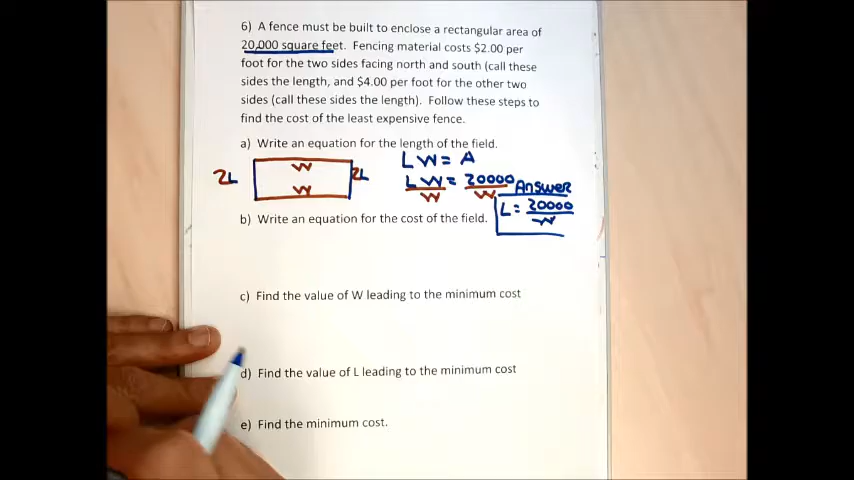 6) A fence must be built to enclose a rectangular area of
20,000 square feet. Fencing material costs $2.00 per
foot for the two sides facing north and south (call these
sides the length, and $4.00 per foot for the other two
sides (call these sides the length). Follow these steps to
find the cost of the least expensive fence.
a) Write an equation for the length of the field.
W
2L
2L
W
LW = A
LW = 20000
W W
Answer
L = 20000
W
b) Write an equation for the cost of the field.
c) Find the value of W leading to the minimum cost
d) Find the value of L leading to the minimum cost
e) Find the minimum cost.